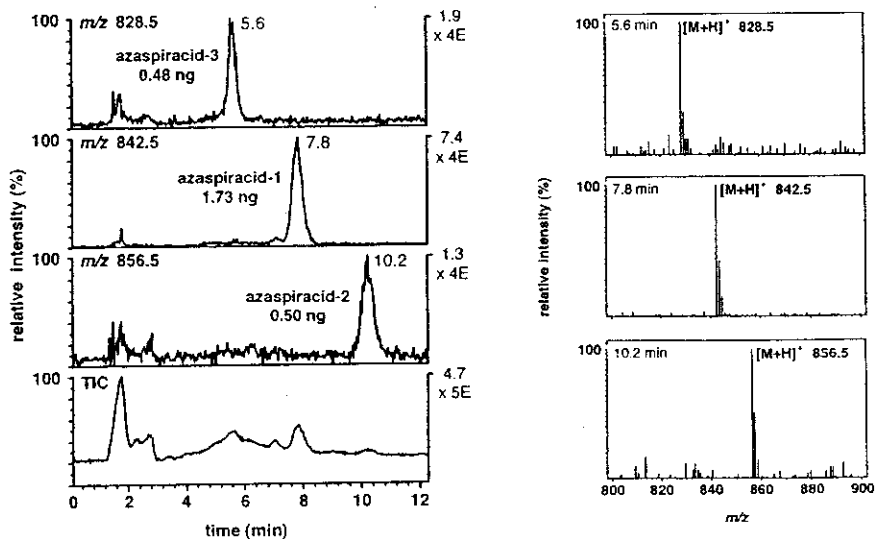 100
m/z 828.5
5.6
1.9
x 4E
azaspiracid-3
0.48 ng
100
m/z 842.5
7.8
7.4
x 4E
azaspiracid-1
1.73 ng
100
m/z 856.5
10.2
1.3
x 4E
azaspiracid-2
0.50 ng
100
TIC
4.7
x 5E
relative intensity (%)
0 2 4 6 8 10 12
time (min)
100
5.6 min
[M+H]+ 828.5
100
7.8 min
[M+H]+ 842.5
100
10.2 min
[M+H]+ 856.5
relative intensity (%)
800 820 840 860 880 900
m/z